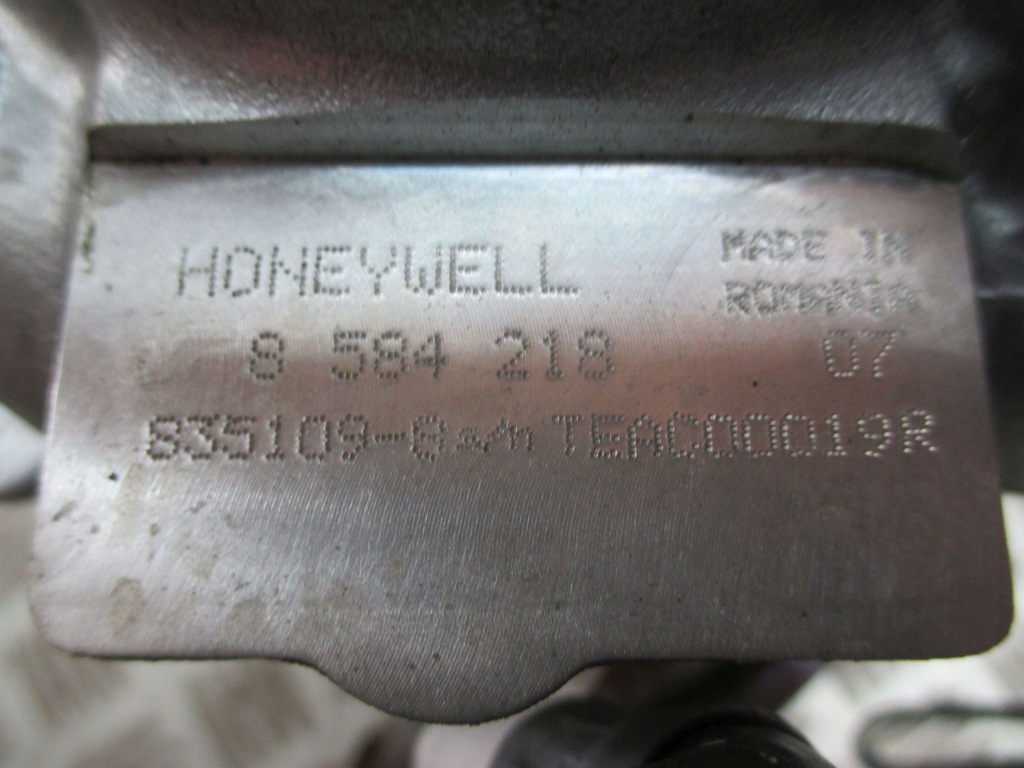 HONEYWELL
MADE IN
ROMANIA
8 584 218 07
835109-8 s/n TEAC00019R